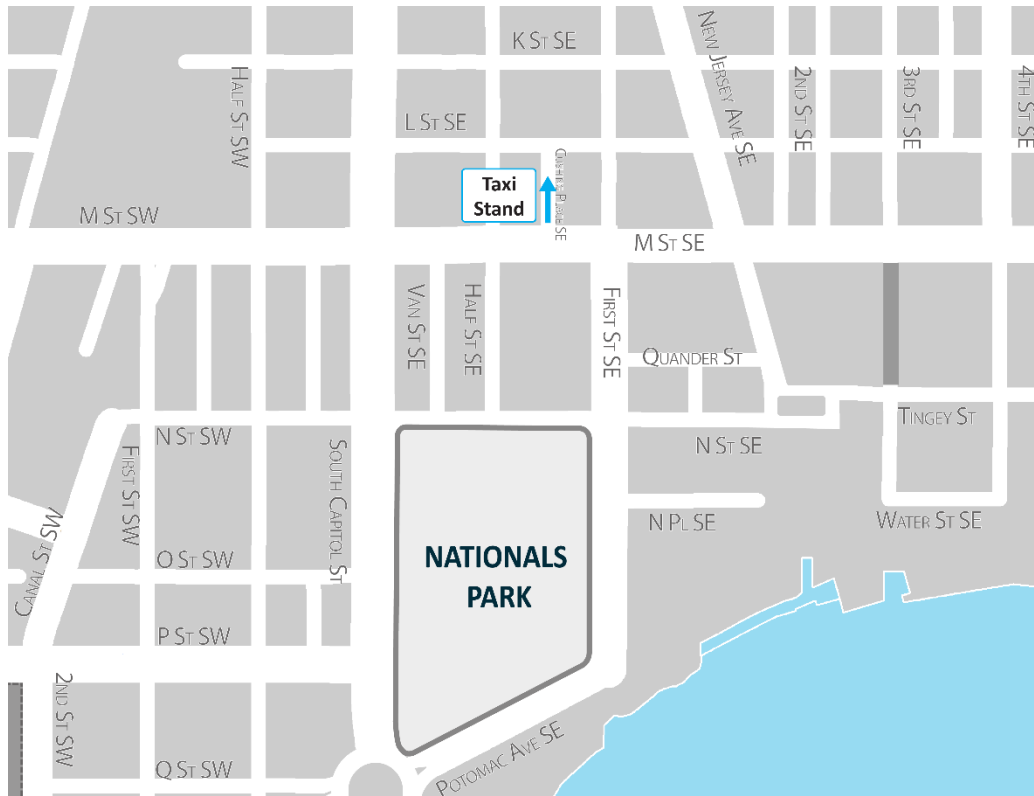 K St SE
New Jersey Ave SE
Half St SW
2nd St SE
3rd St SE
4th St SE
L St SE
Taxi
Stand
M St SW
M St SE
Van St SE
Half St SE
First St SE
Quander St
Tingey St
N St SW
N St SE
First St SW
South Capitol St
N Pl SE
Water St SE
Canal St SW
O St SW
NATIONALS
PARK
P St SW
2nd St SW
Potomac Ave SE
Q St SW